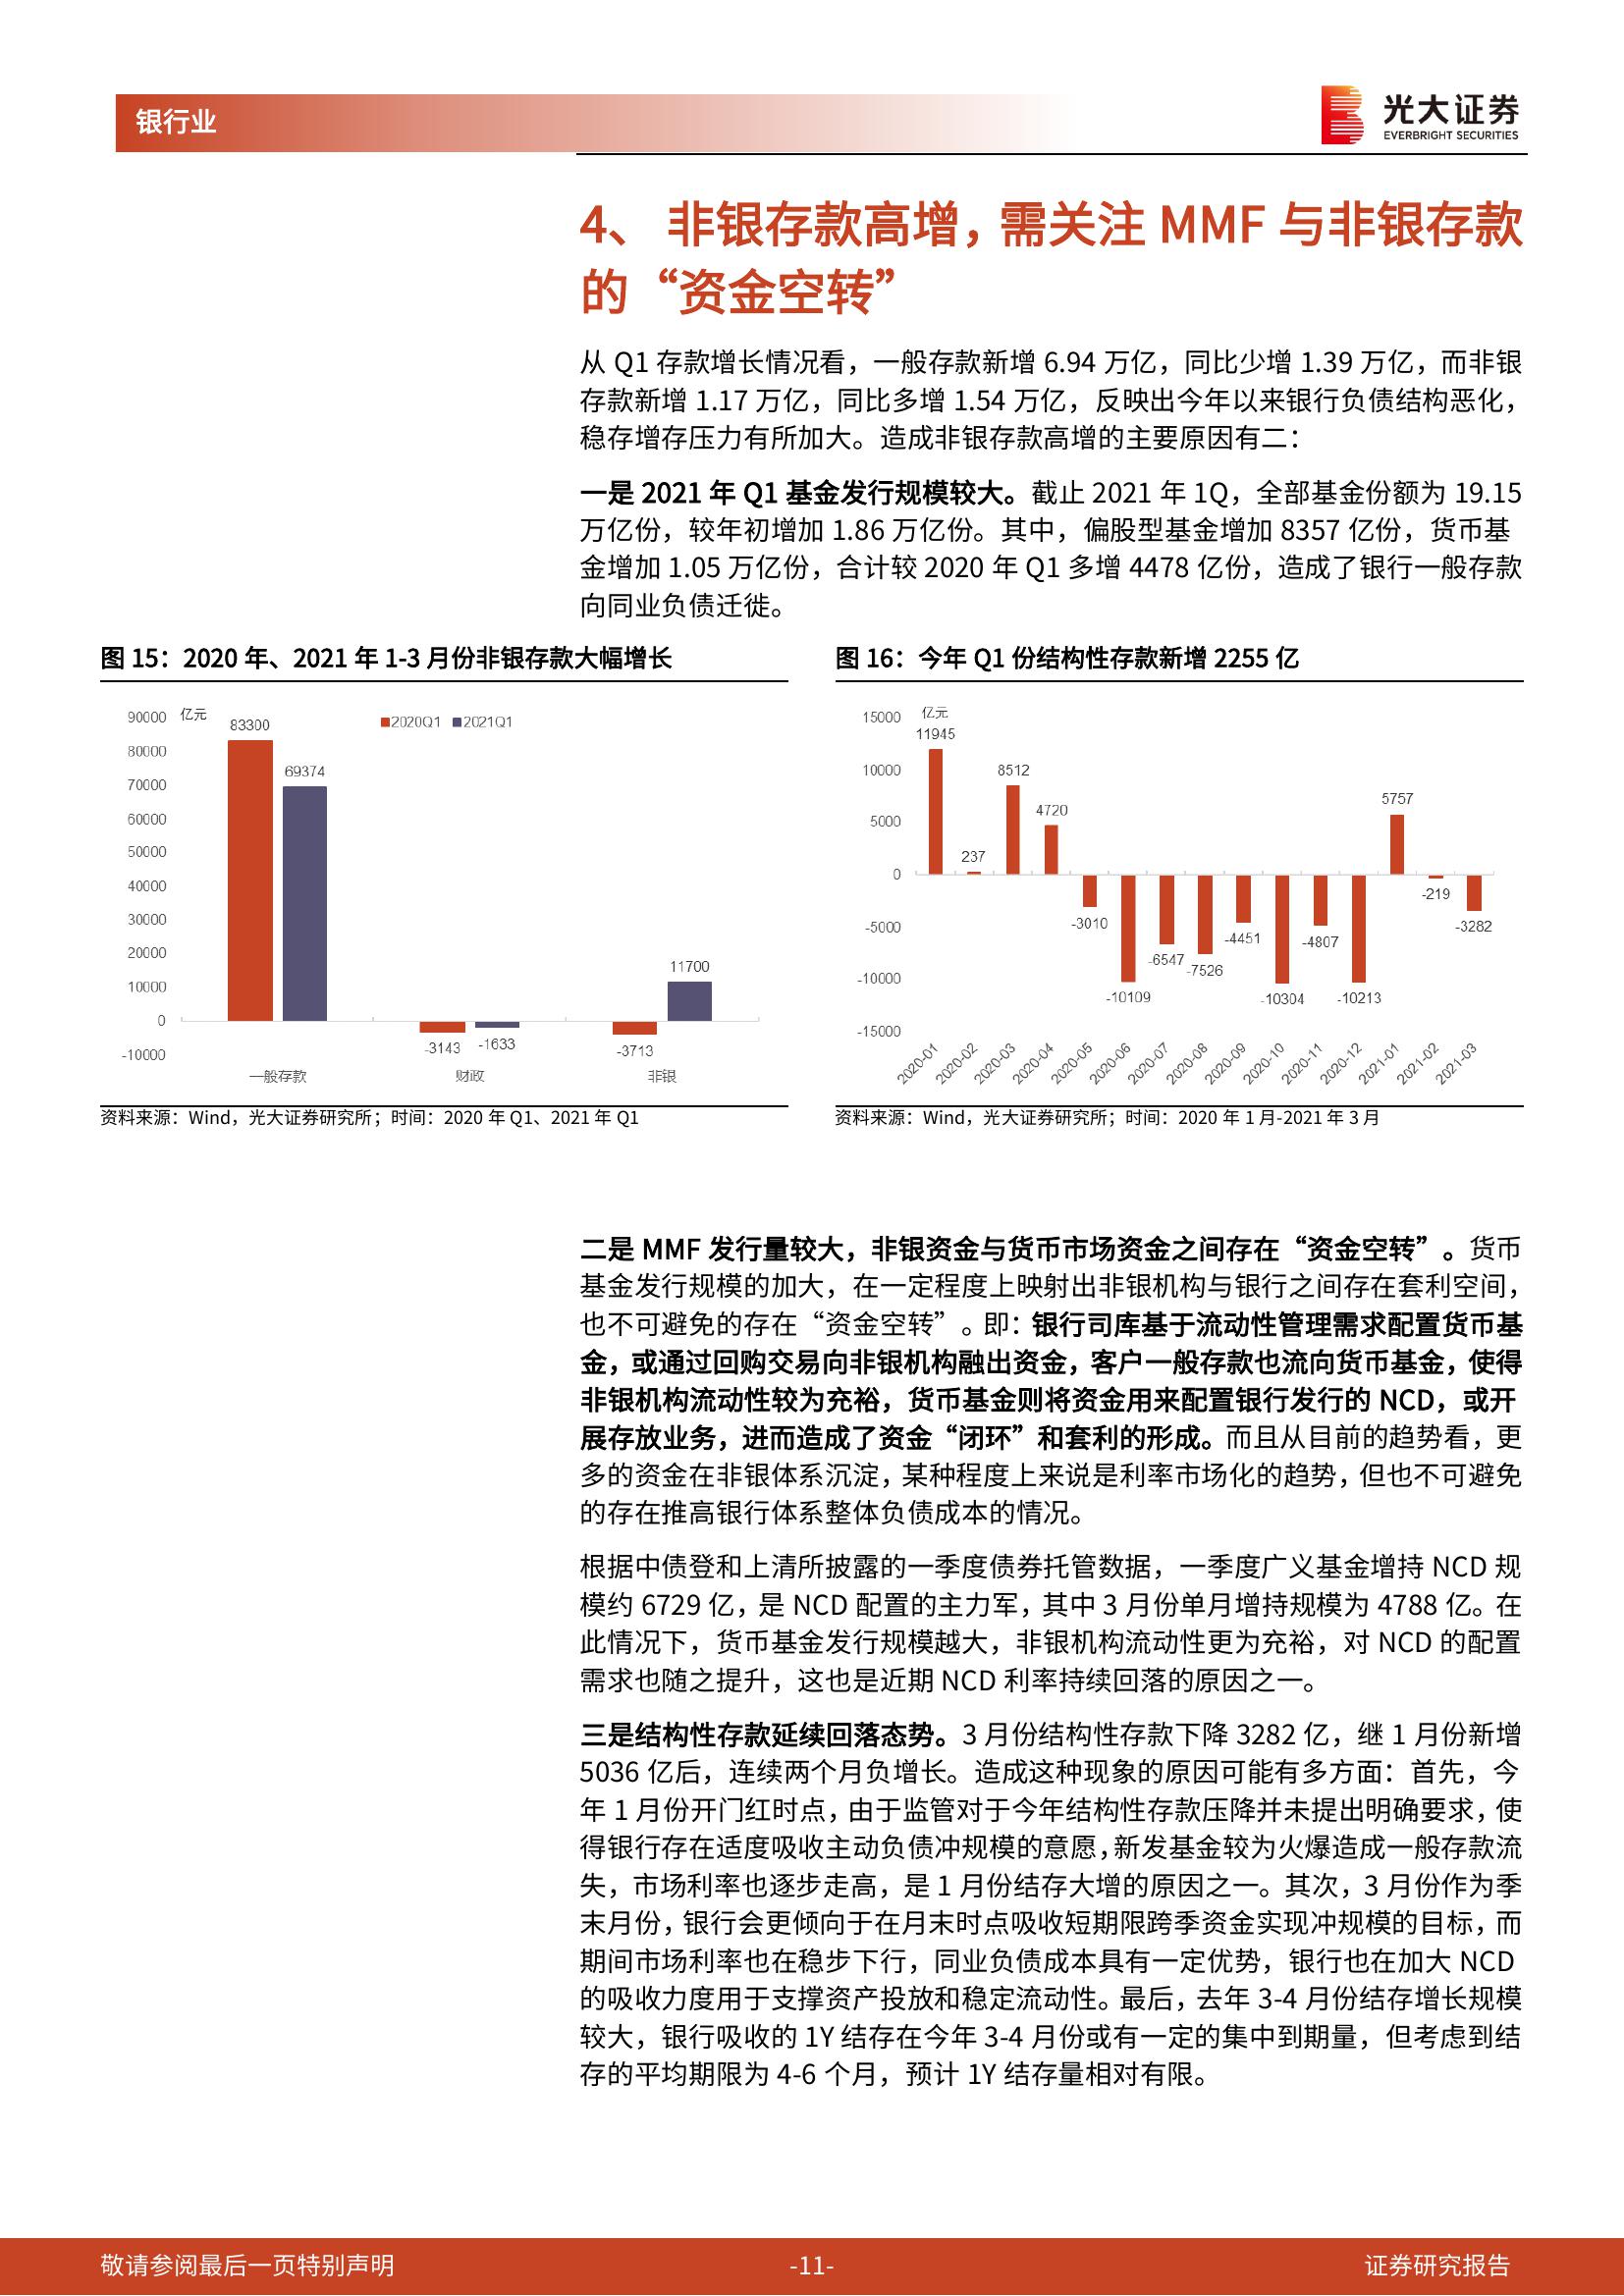 银行业
光大证券
EVERBRIGHT SECURITIES
4、 非银存款高增，需关注 MMF 与非银存款
的“资金空转”
从 Q1 存款增长情况看，一般存款新增 6.94 万亿，同比少增 1.39 万亿，而非银
存款新增 1.17 万亿，同比多增 1.54 万亿，反映出今年以来银行负债结构恶化，
稳存增存压力有所加大。造成非银存款高增的主要原因有二：
一是 2021 年 Q1 基金发行规模较大。截止 2021 年 1Q，全部基金份额为 19.15
万亿份，较年初增加 1.86 万亿份。其中，偏股型基金增加 8357 亿份，货币基
金增加 1.05 万亿份，合计较 2020 年 Q1 多增 4478 亿份，造成了银行一般存款
向同业负债迁徙。
图 15：2020 年、2021 年 1-3 月份非银存款大幅增长
亿元
2020Q1 2021Q1
90000
80000
70000
60000
50000
40000
30000
20000
10000
0
-10000
83300
69374
-3143
-1633
-3713
11700
一般存款 财政 非银
资料来源：Wind，光大证券研究所；时间：2020 年 Q1、2021 年 Q1
图 16：今年 Q1 份结构性存款新增 2255 亿
亿元
15000
10000
5000
0
-5000
-10000
-15000
11945
237
8512
4720
-3010
-10109
-6547
-7526
-4451
-10304
-4807
-10213
5757
-219
-3282
2020-01 2020-02 2020-03 2020-04 2020-05 2020-06 2020-07 2020-08 2020-09 2020-10 2020-11 2020-12 2021-01 2021-02 2021-03
资料来源：Wind，光大证券研究所；时间：2020 年 1 月-2021 年 3 月
二是 MMF 发行量较大，非银资金与货币市场资金之间存在“资金空转”。货币
基金发行规模的加大，在一定程度上映射出非银机构与银行之间存在套利空间，
也不可避免的存在“资金空转”。即：银行司库基于流动性管理需求配置货币基
金，或通过回购交易向非银机构融出资金，客户一般存款也流向货币基金，使得
非银机构流动性较为充裕，货币基金则将资金用来配置银行发行的 NCD，或开
展存放业务，进而造成了资金“闭环”和套利的形成。而且从目前的趋势看，更
多的资金在非银体系沉淀，某种程度上来说是利率市场化的趋势，但也不可避免
的存在推高银行体系整体负债成本的情况。
根据中债登和上清所披露的一季度债券托管数据，一季度广义基金增持 NCD 规
模约 6729 亿，是 NCD 配置的主力军，其中 3 月份单月增持规模为 4788 亿。在
此情况下，货币基金发行规模越大，非银机构流动性更为充裕，对 NCD 的配置
需求也随之提升，这也是近期 NCD 利率持续回落的原因之一。
三是结构性存款延续回落态势。3 月份结构性存款下降 3282 亿，继 1 月份新增
5036 亿后，连续两个月负增长。造成这种现象的原因可能有多方面：首先，今
年 1 月份开门红时点，由于监管对于今年结构性存款压降并未提出明确要求，使
得银行存在适度吸收主动负债冲规模的意愿，新发基金较为火爆造成一般存款流
失，市场利率也逐步走高，是 1 月份结存大增的原因之一。其次，3 月份作为季
末月份，银行会更倾向于在月末时点吸收短期限跨季资金实现冲规模的目标，而
期间市场利率也在稳步下行，同业负债成本具有一定优势，银行也在加大 NCD
的吸收力度用于支撑资产投放和稳定流动性。最后，去年 3-4 月份结存增长规模
较大，银行吸收的 1Y 结存在今年 3-4 月份或有一定的集中到期量，但考虑到结
存的平均期限为 4-6 个月，预计 1Y 结存量相对有限。
敬请参阅最后一页特别声明
-11-
证券研究报告